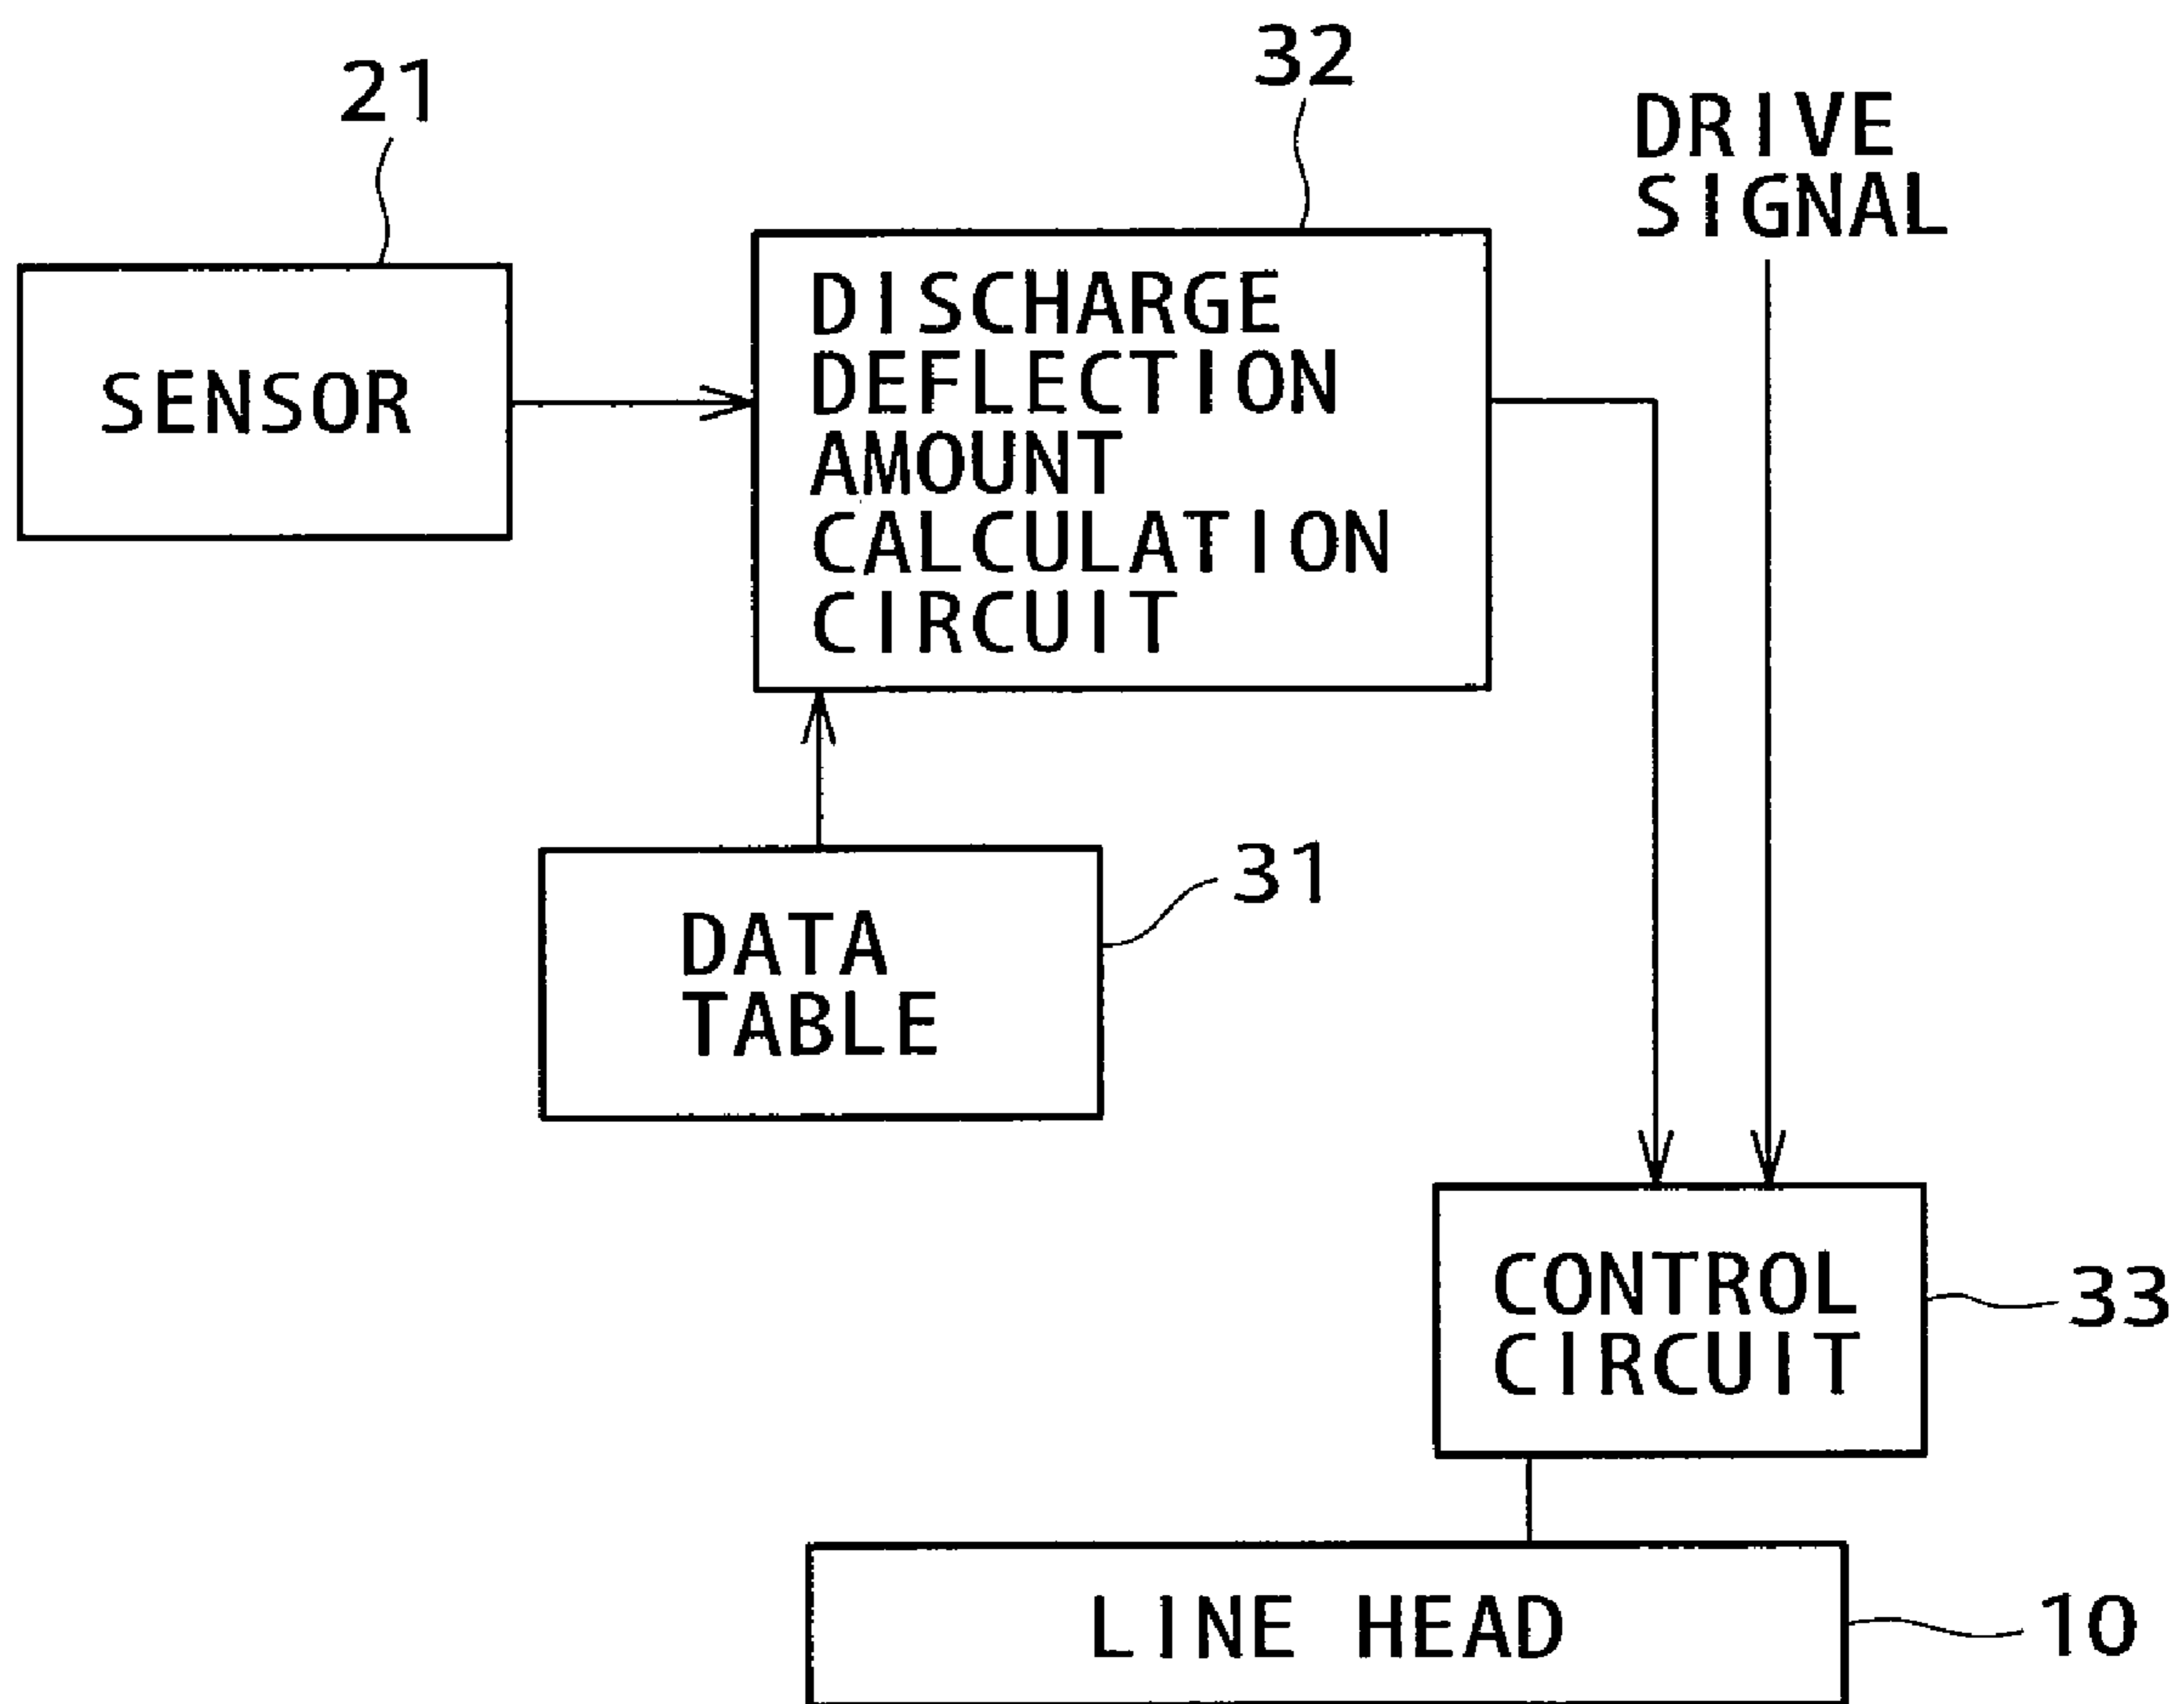 32
21
DRIVE
SIGNAL
SENSOR
DISCHARGE
DEFLECTION
AMOUNT
CALCULATION
CIRCUIT
31
DATA
TABLE
CONTROL
CIRCUIT
33
LINE HEAD
10